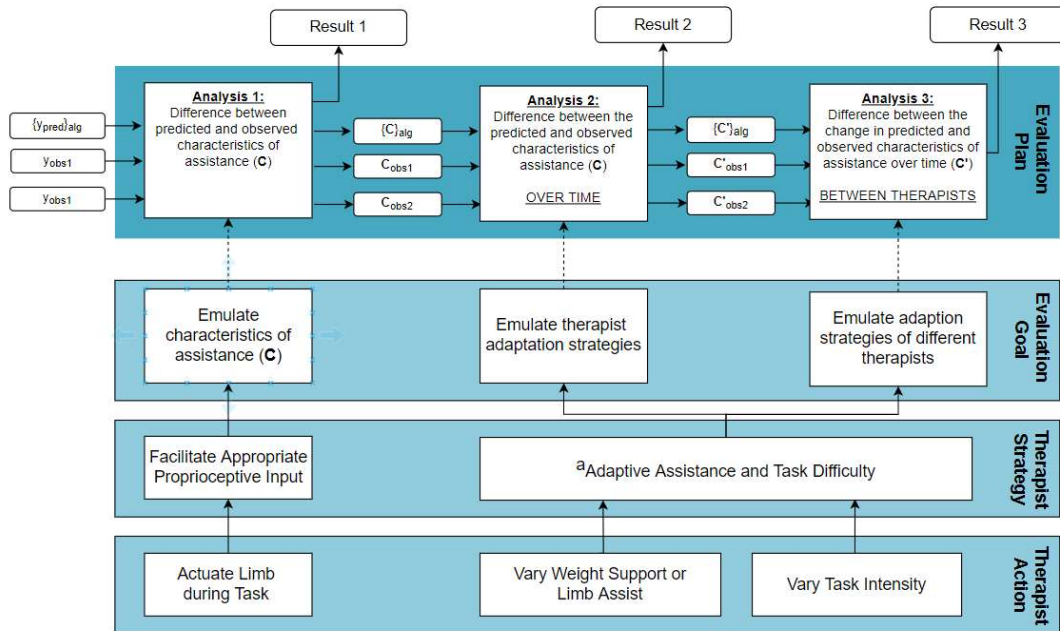 Result 1
Result 2
Result 3
Analysis 1:
Difference between
predicted and observed
characteristics of
assistance (C)
Analysis 2:
Difference between the
predicted and observed
characteristics of
assistance (C)
OVER TIME
Analysis 3:
Difference between the
change in predicted and
observed characteristics of
assistance over time (C')
BETWEEN THERAPISTS
{ypred}alg
yobs1
yobs1
{C}alg
Cobs1
Cobs2
{C'}alg
C'obs1
C'obs2
Evaluation Plan
Emulate
characteristics of
assistance (C)
Emulate therapist
adaptation strategies
Emulate adaption
strategies of different
therapists
Evaluation
Goal
Facilitate Appropriate
Proprioceptive Input
aAdaptive Assistance and Task Difficulty
Therapist
Strategy
Actuate Limb
during Task
Vary Weight Support or
Limb Assist
Vary Task Intensity
Therapist
Action